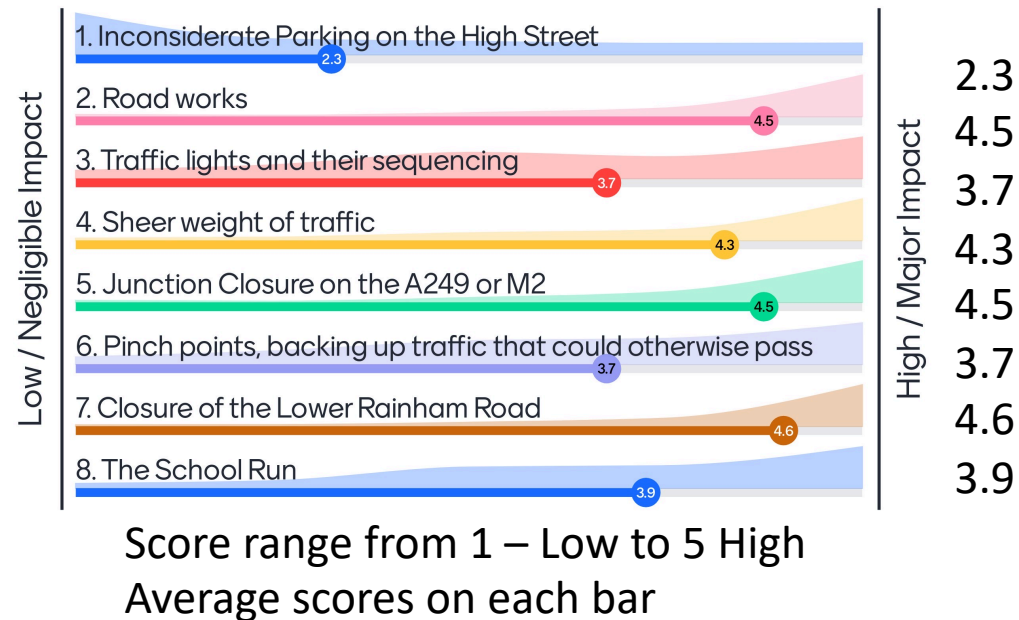 Low / Negligible Impact
1. Inconsiderate Parking on the High Street
2.3
2. Road works
4.5
3. Traffic lights and their sequencing
3.7
4. Sheer weight of traffic
4.3
5. Junction Closure on the A249 or M2
4.5
6. Pinch points, backing up traffic that could otherwise pass
3.7
7. Closure of the Lower Rainham Road
4.6
8. The School Run
3.9
High / Major Impact
2.3
4.5
3.7
4.3
4.5
3.7
4.6
3.9
Score range from 1 – Low to 5 High
Average scores on each bar